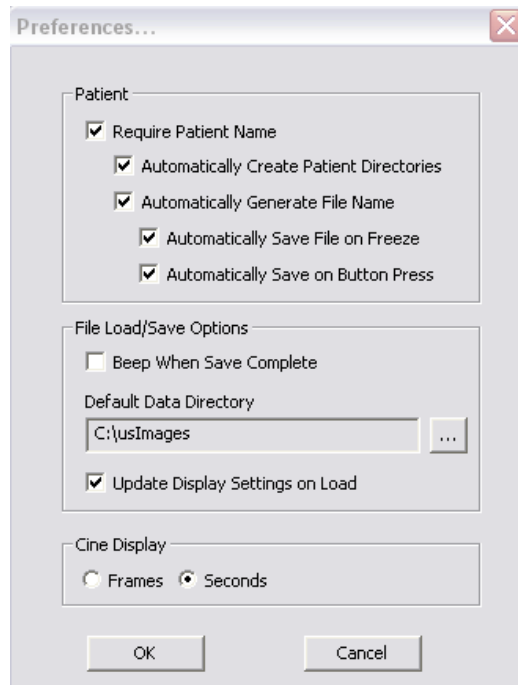 Preferences...
Patient
Require Patient Name
Automatically Create Patient Directories
Automatically Generate File Name
Automatically Save File on Freeze
Automatically Save on Button Press
File Load/Save Options
Beep When Save Complete
Default Data Directory
C:\usImages
...
Update Display Settings on Load
Cine Display
Frames Seconds
OK Cancel